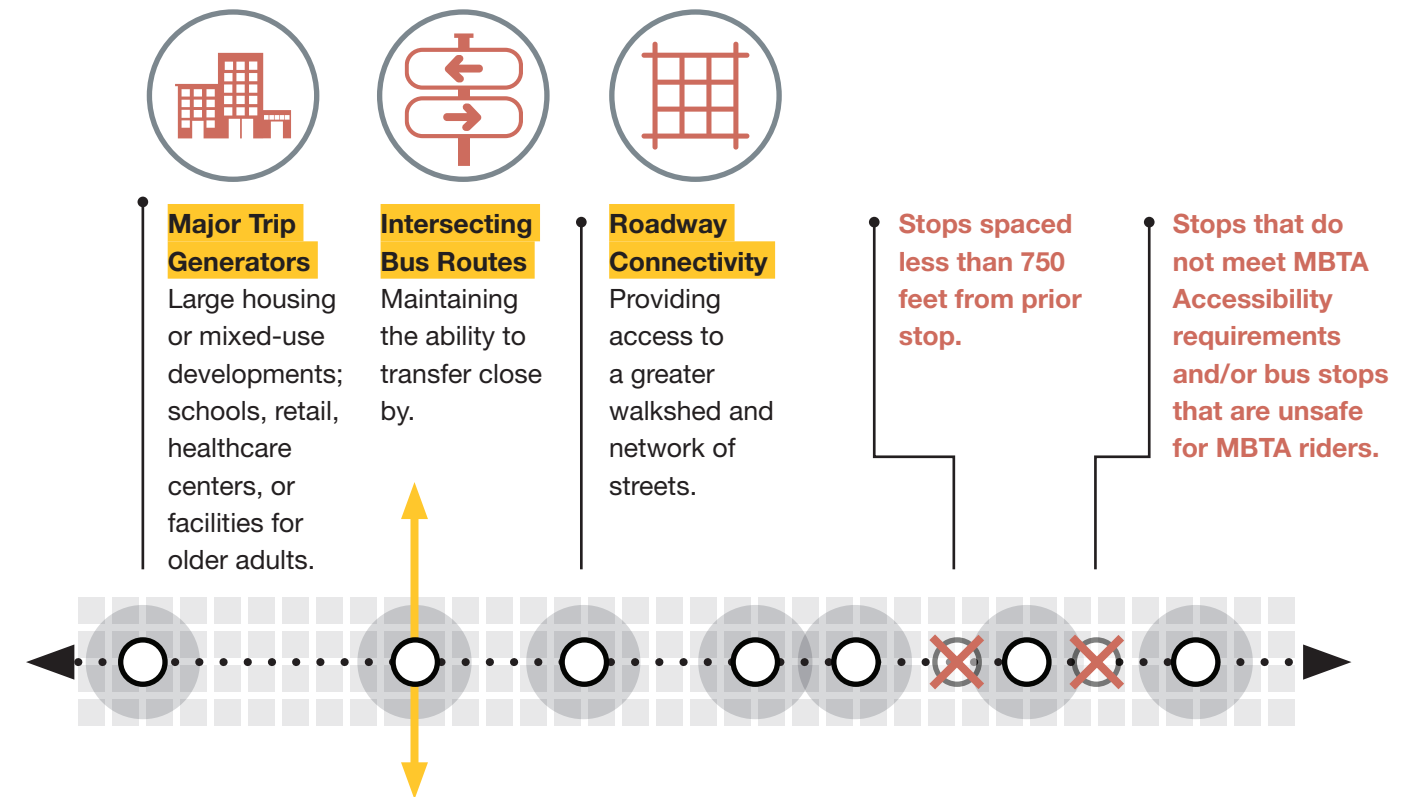 Major Trip
Generators
Large housing
or mixed-use
developments;
schools, retail,
healthcare
centers, or
facilities for
older adults.
Intersecting
Bus Routes
Maintaining
the ability to
transfer close
by.
Roadway
Connectivity
Providing
access to
a greater
walkshed and
network of
streets.
Stops spaced
less than 750
feet from prior
stop.
Stops that do
not meet MBTA
Accessibility
requirements
and/or bus stops
that are unsafe
for MBTA riders.